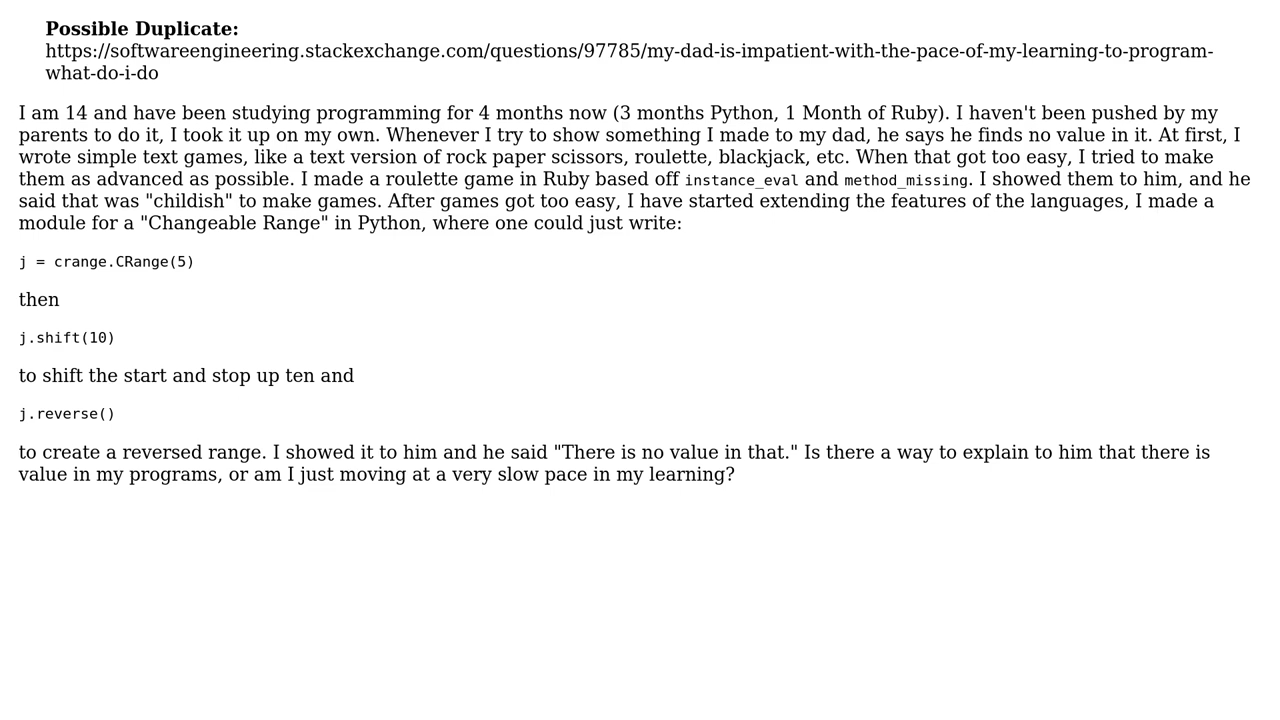 Possible Duplicate:
https://softwareengineering.stackexchange.com/questions/97785/my-dad-is-impatient-with-the-pace-of-my-learning-to-program-
what-do-i-do
I am 14 and have been studying programming for 4 months now (3 months Python, 1 Month of Ruby). I haven't been pushed by my
parents to do it, I took it up on my own. Whenever I try to show something I made to my dad, he says he finds no value in it. At first, I
wrote simple text games, like a text version of rock paper scissors, roulette, blackjack, etc. When that got too easy, I tried to make
them as advanced as possible. I made a roulette game in Ruby based off instance_eval and method_missing. I showed them to him, and he
said that was "childish" to make games. After games got too easy, I have started extending the features of the languages, I made a
module for a "Changeable Range" in Python, where one could just write:
j = crange.CRange(5)
then
j.shift(10)
to shift the start and stop up ten and
j.reverse()
to create a reversed range. I showed it to him and he said "There is no value in that." Is there a way to explain to him that there is
value in my programs, or am I just moving at a very slow pace in my learning?